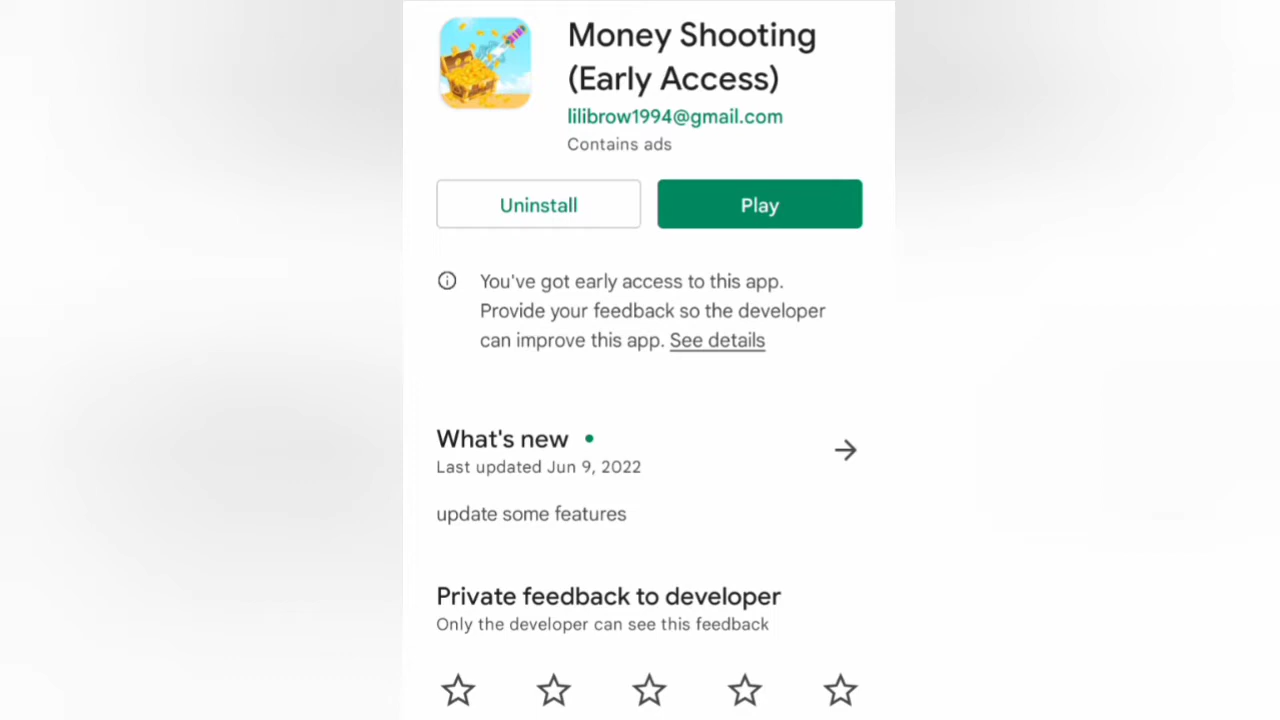 Money Shooting
(Early Access)
lilibrow1994@gmail.com
Contains ads
Uninstall
Play
You've got early access to this app.
Provide your feedback so the developer
can improve this app. See details
What's new
Last updated Jun 9, 2022
update some features
Private feedback to developer
Only the developer can see this feedback